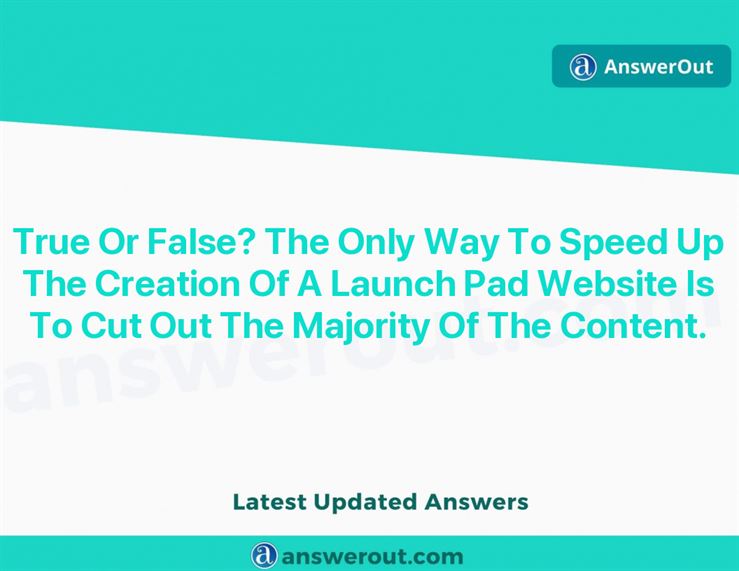 AnswerOut
True Or False? The Only Way To Speed Up
The Creation Of A Launch Pad Website Is
To Cut Out The Majority Of The Content.
answerout.com
Latest Updated Answers
answerout.com